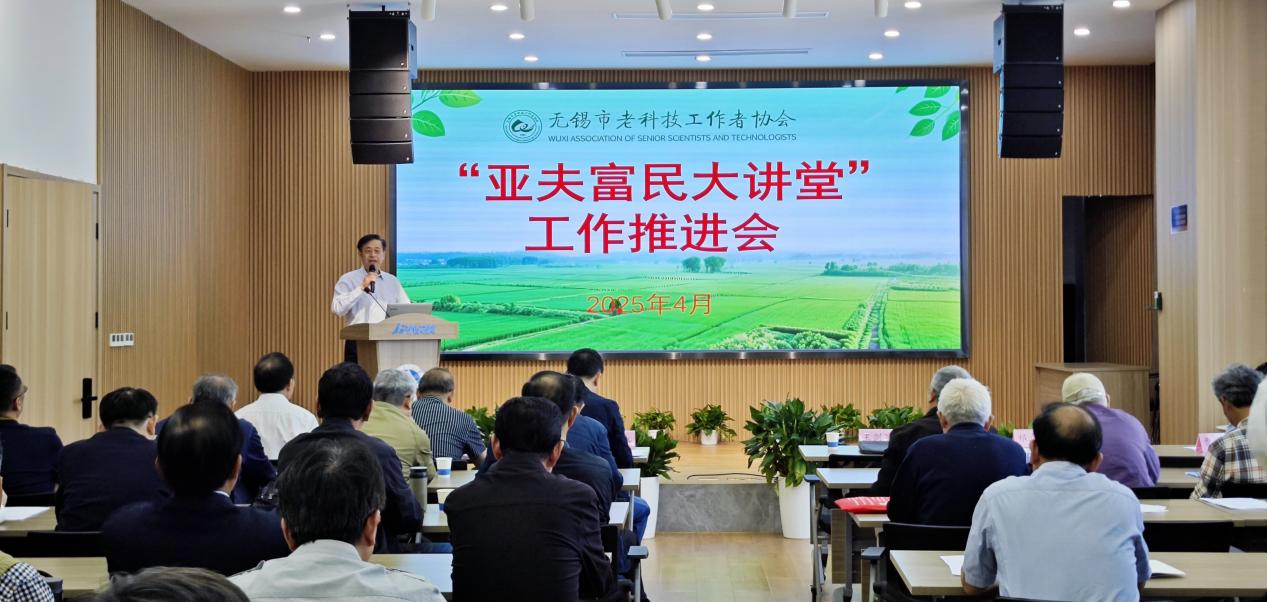 无锡市老科技工作者协会
WUXI ASSOCIATION OF SENIOR SCIENTISTS AND TECHNOLOGISTS
“亚夫富民大讲堂”
工作推进会
2025年4月